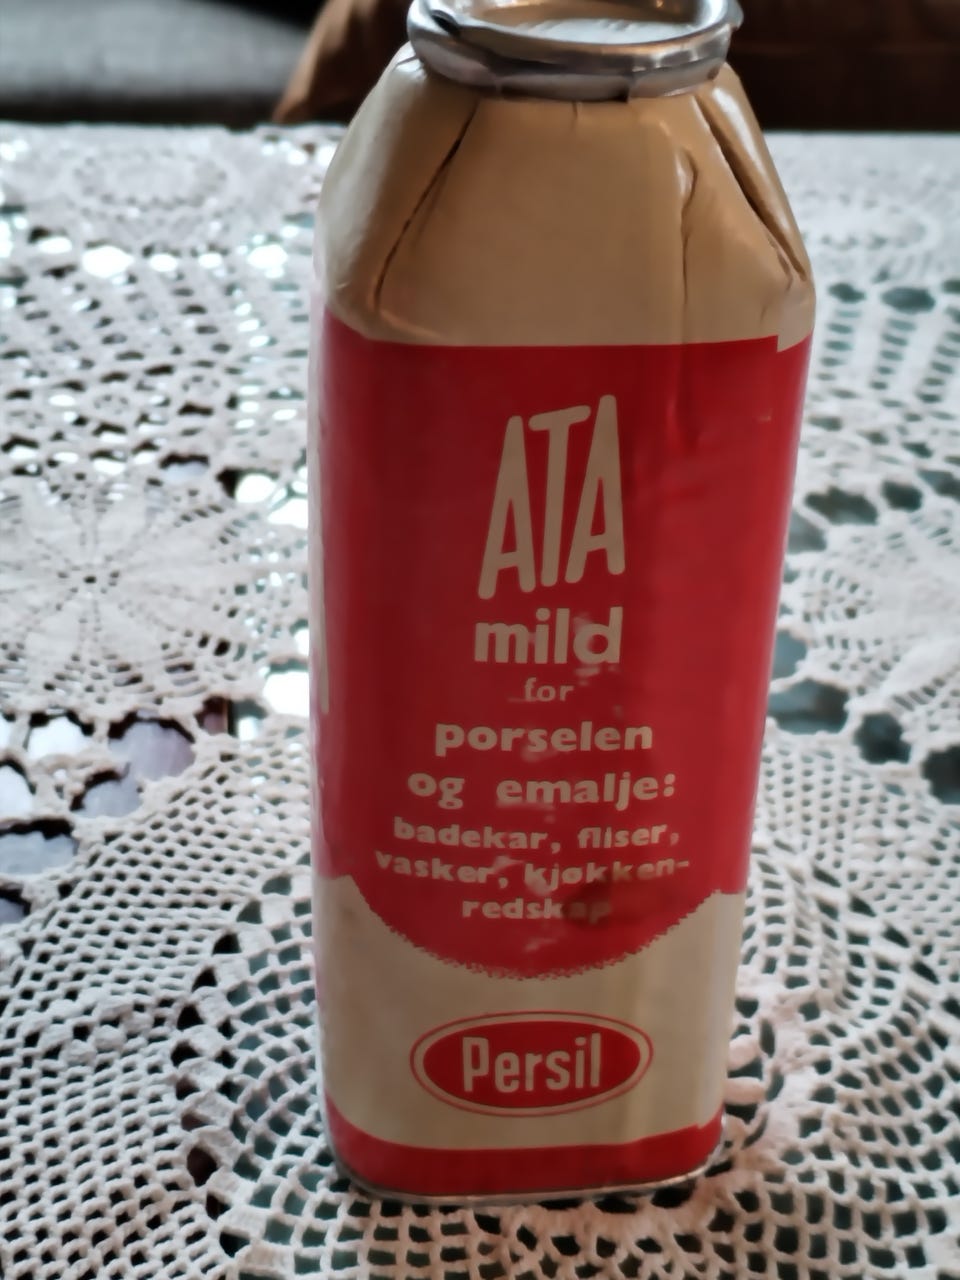 ATA
mild
for
porselen
og emalje:
badekar, fliser,
vasker, kjøkken-
redskap
Persil